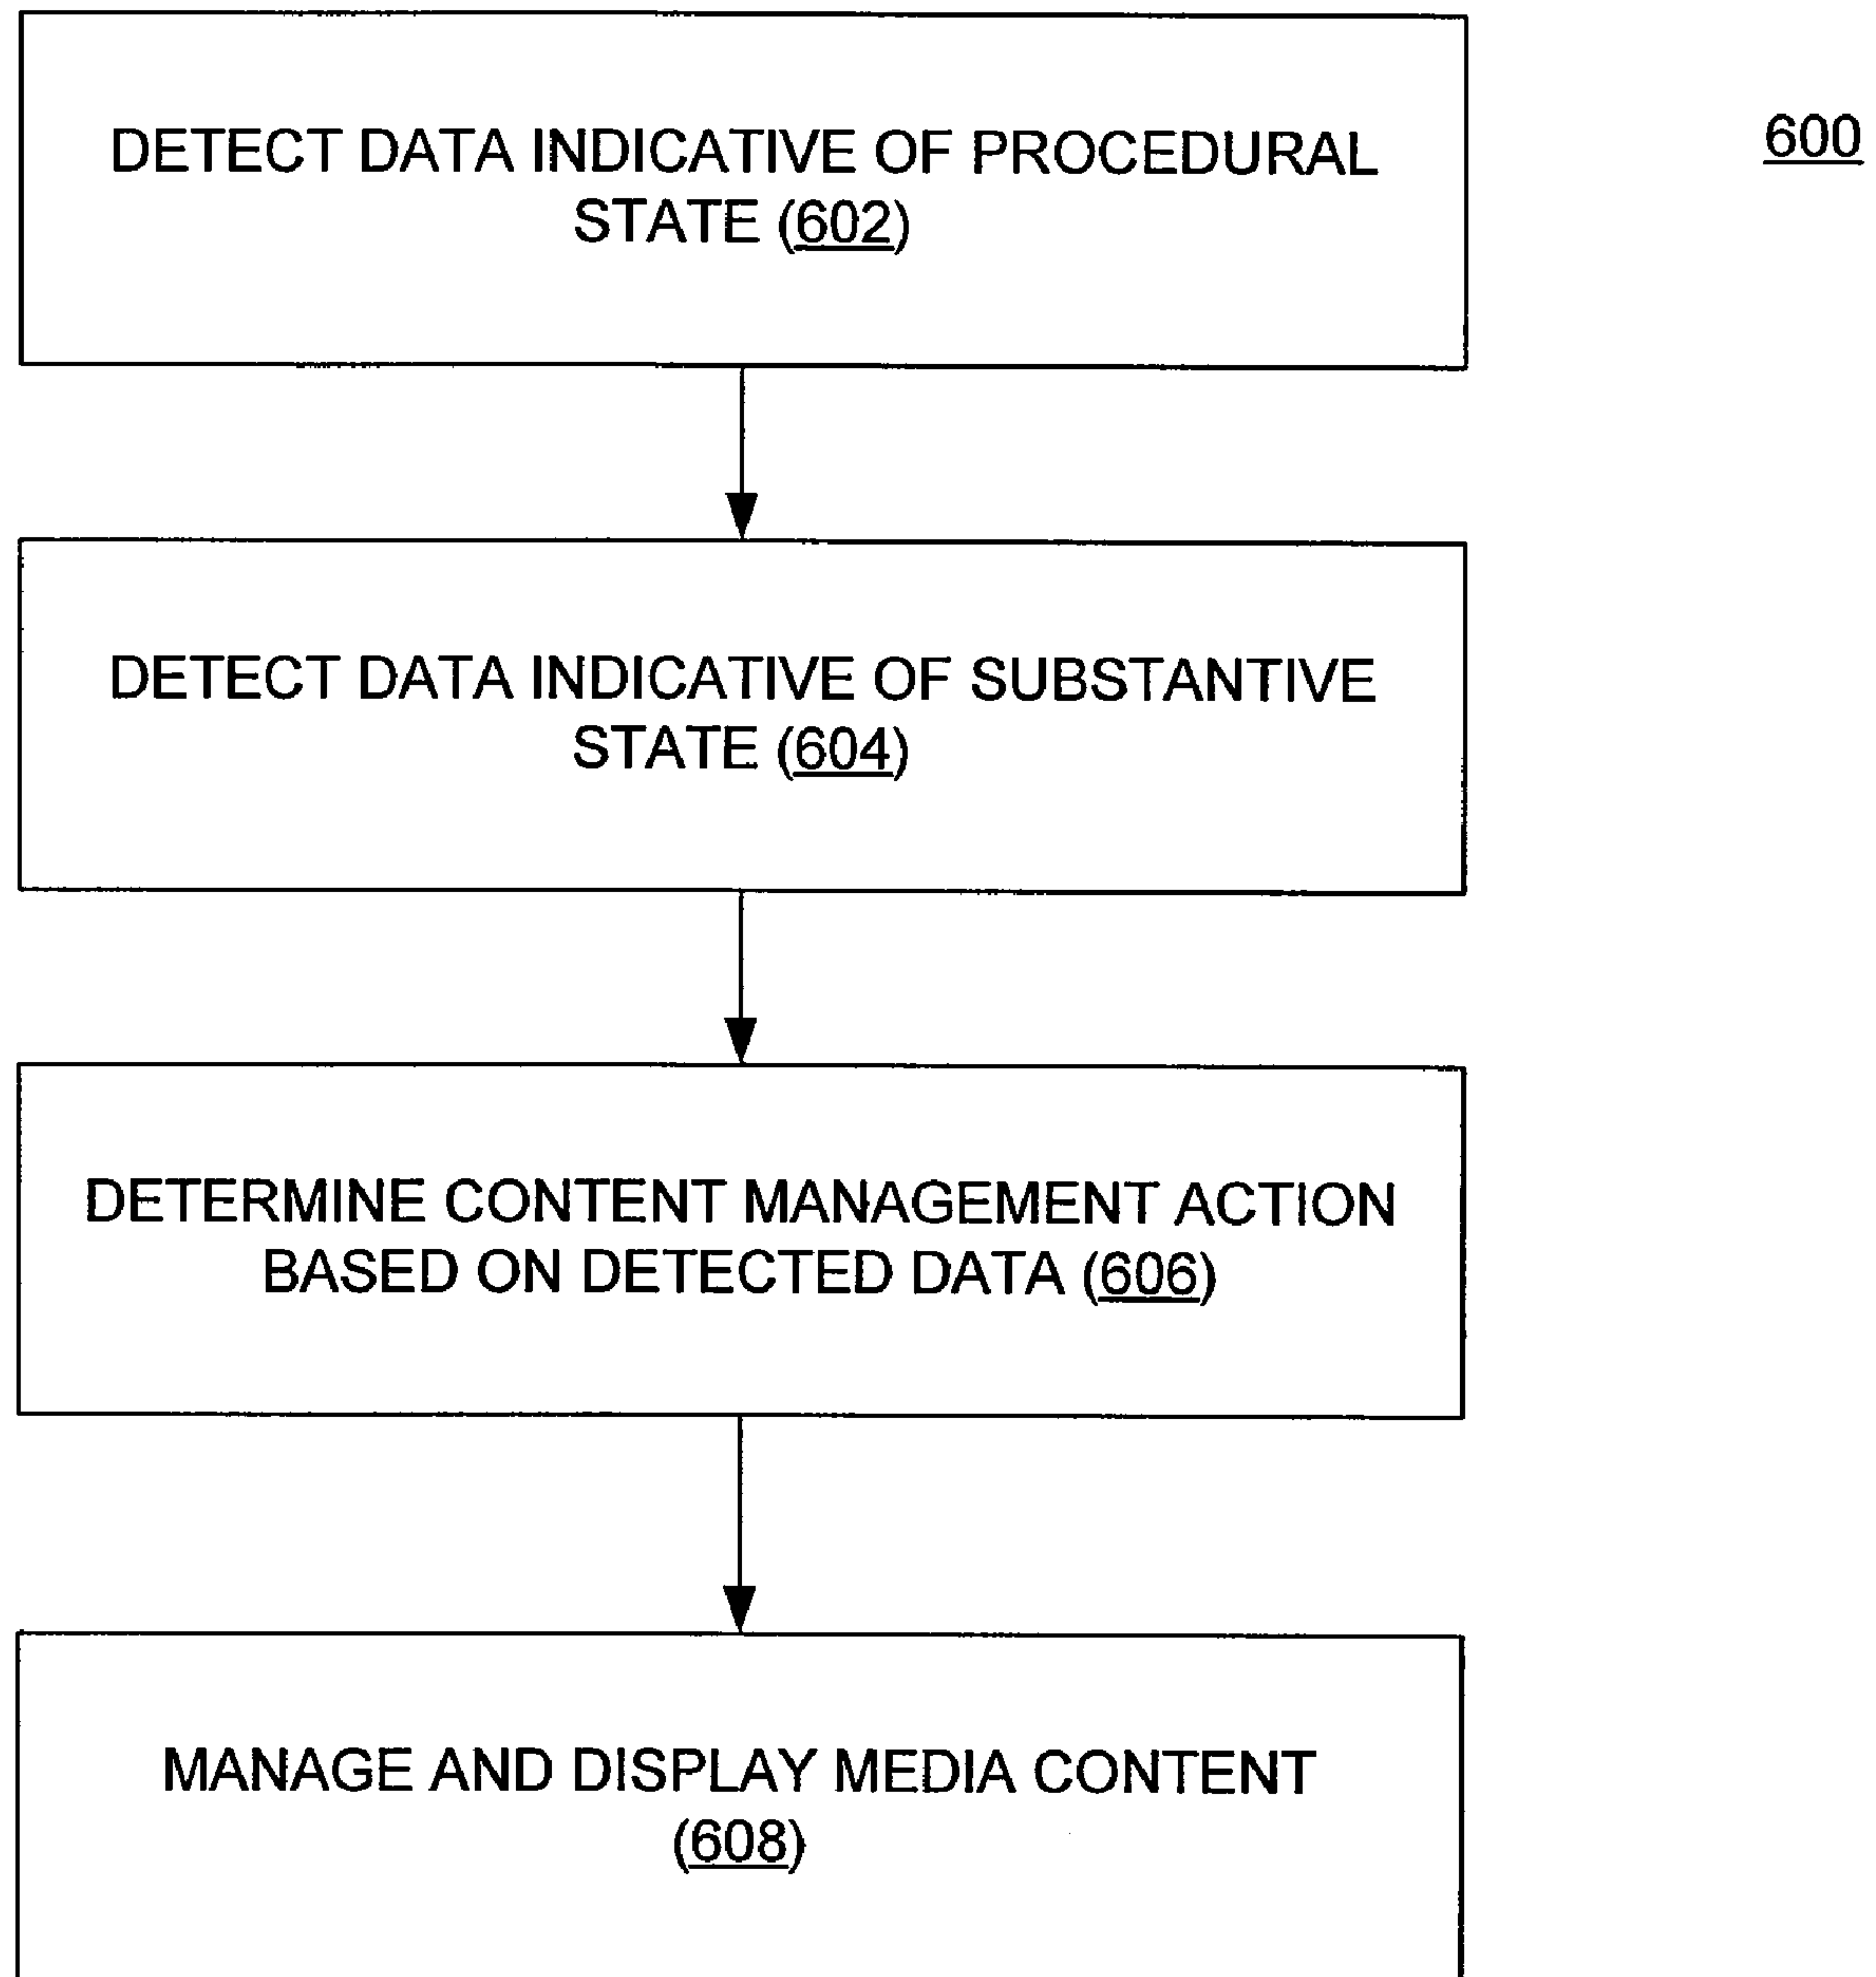 DETECT DATA INDICATIVE OF PROCEDURAL
STATE (602)
600
DETECT DATA INDICATIVE OF SUBSTANTIVE
STATE (604)
DETERMINE CONTENT MANAGEMENT ACTION
BASED ON DETECTED DATA (606)
MANAGE AND DISPLAY MEDIA CONTENT
(608)